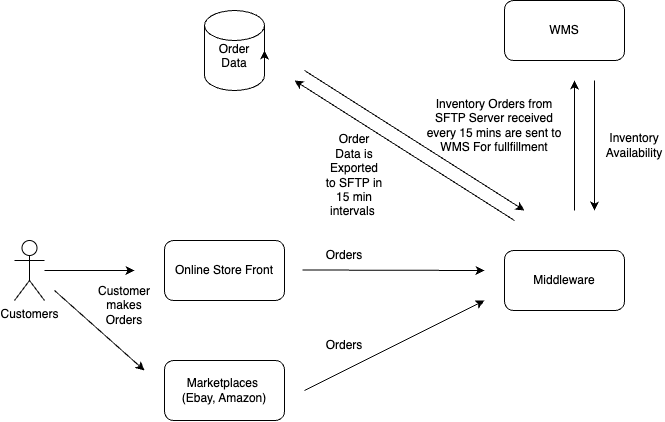 Order
Data
WMS
Inventory Orders from
SFTP Server received
every 15 mins are sent to
WMS For fullfillment
Inventory
Availability
Order
Data is
Exported
to SFTP in
15 min
intervals
Customers
Customer
makes
Orders
Online Store Front
Orders
Middleware
Orders
Marketplaces
(Ebay, Amazon)